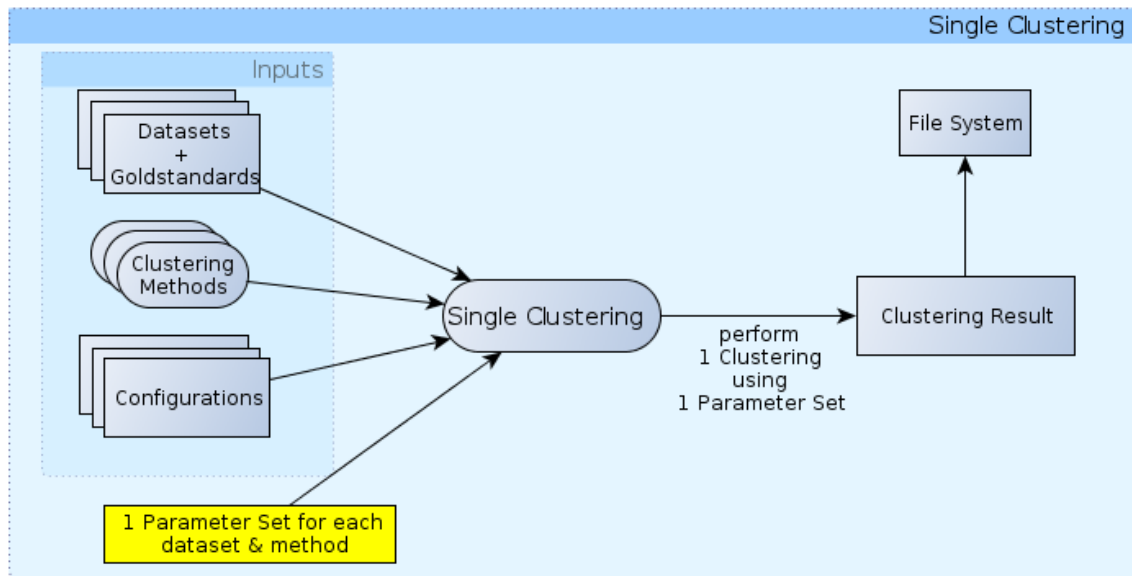 Single Clustering
Inputs
Datasets
+
Goldstandards
Clustering
Methods
Configurations
1 Parameter Set for each
dataset & method
Single Clustering
perform
1 Clustering
using
1 Parameter Set
File System
Clustering Result